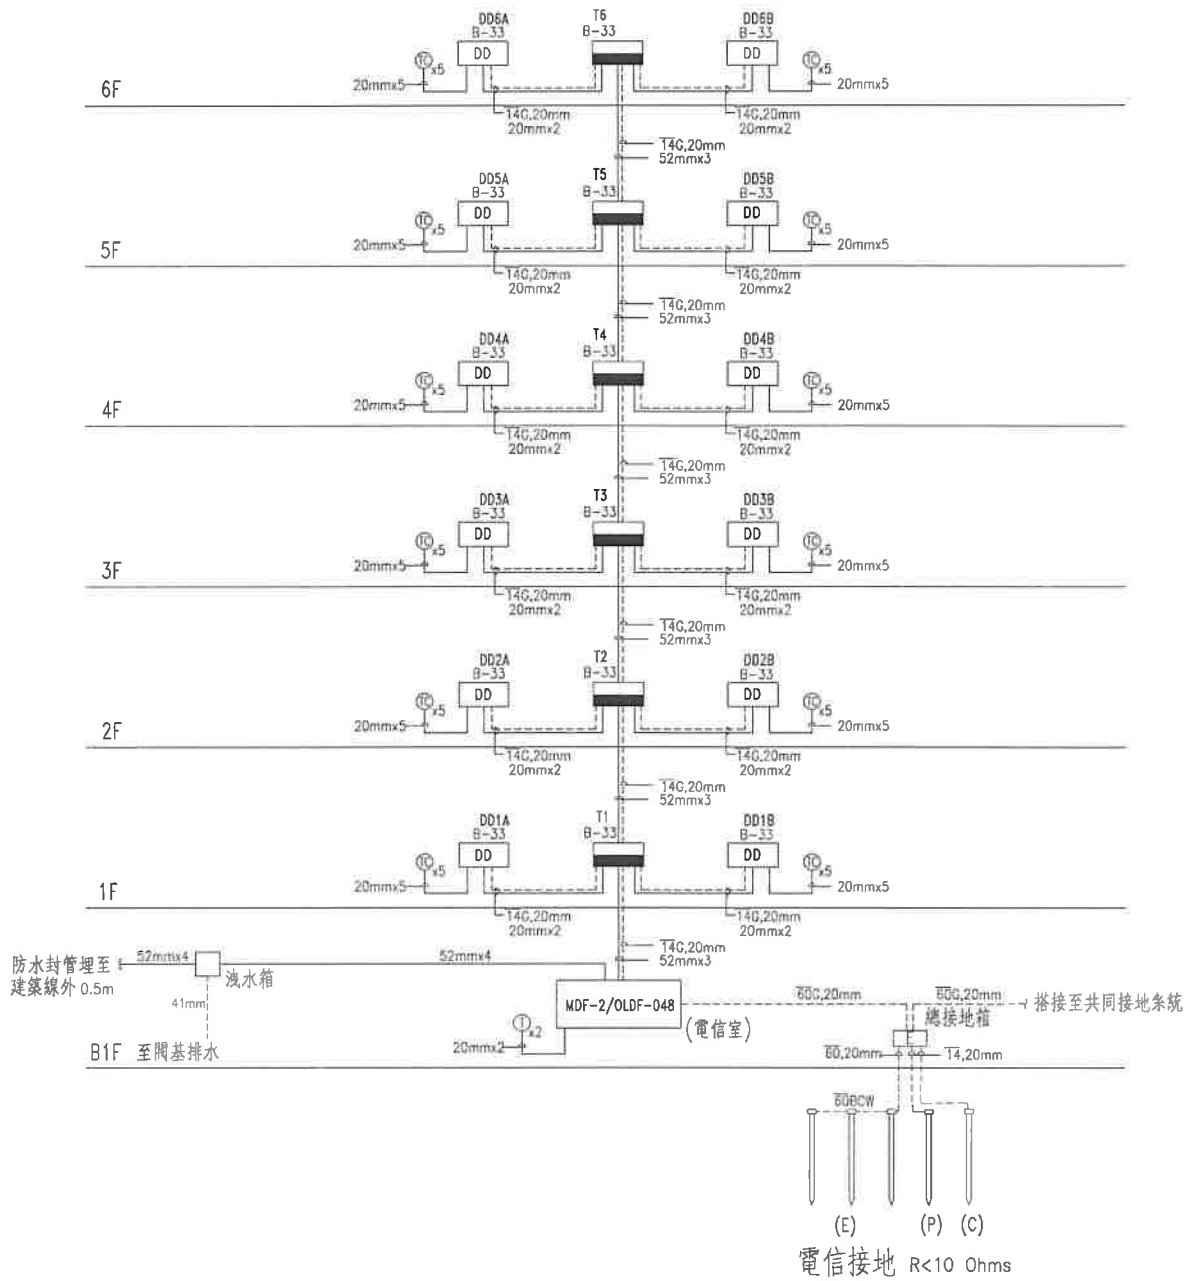 DD6A
B-33
DD
T6
B-33
DD6B
B-33
DD
TC
x5
20mmx5
TC
x5
20mmx5
6F
14G,20mm
20mmx2
14G,20mm
20mmx2
14G,20mm
52mmx3
DD5A
B-33
DD
T5
B-33
DD5B
B-33
DD
TC
x5
20mmx5
TC
x5
20mmx5
5F
14G,20mm
20mmx2
14G,20mm
20mmx2
14G,20mm
52mmx3
DD4A
B-33
DD
T4
B-33
DD4B
B-33
DD
TC
x5
20mmx5
TC
x5
20mmx5
4F
14G,20mm
20mmx2
14G,20mm
20mmx2
14G,20mm
52mmx3
DD3A
B-33
DD
T3
B-33
DD3B
B-33
DD
TC
x5
20mmx5
TC
x5
20mmx5
3F
14G,20mm
20mmx2
14G,20mm
20mmx2
14G,20mm
52mmx3
DD2A
B-33
DD
T2
B-33
DD2B
B-33
DD
TC
x5
20mmx5
TC
x5
20mmx5
2F
14G,20mm
20mmx2
14G,20mm
20mmx2
14G,20mm
52mmx3
DD1A
B-33
DD
T1
B-33
DD1B
B-33
DD
TC
x5
20mmx5
TC
x5
20mmx5
1F
14G,20mm
20mmx2
14G,20mm
20mmx2
14G,20mm
52mmx3
防水封管埋至
建築線外 0.5m
52mmx4
洩水箱
52mmx4
41mm
MDF-2/OLDF-048
(電信室)
T
x2
20mmx2
60G,20mm
60G,20mm
搭接至共同接地系統
總接地箱
E
60,20mm
14,20mm
B1F 至閥基排水
60BCW
(E)
(P)
(C)
電信接地 R<10 Ohms